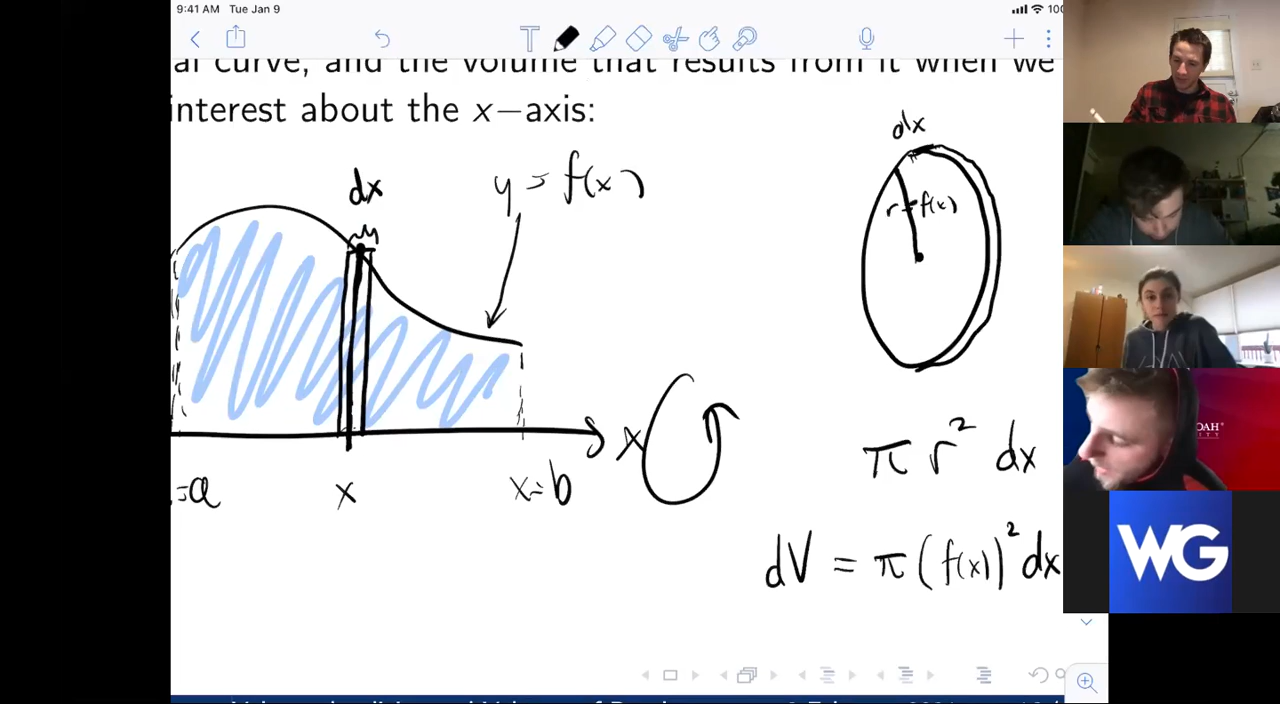 9:41 AM Tue Jan 9
al curve, and the volume that results from it when we
interest about the x-axis:
dx
y = f(x)
dx
r = f(x)
x
=a
x
x=b
π r² dx
dV = π (f(x))² dx
WG